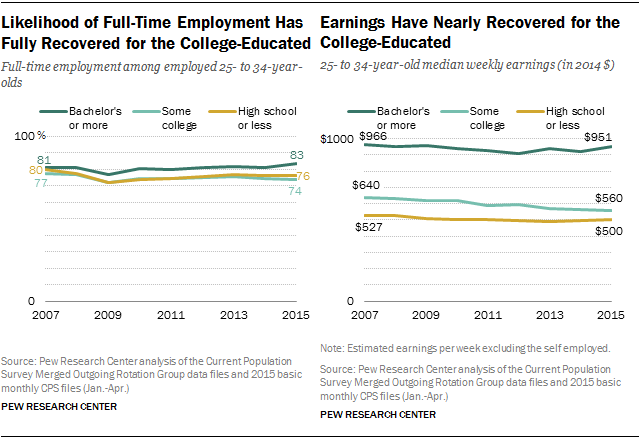 Likelihood of Full-Time Employment Has
Fully Recovered for the College-Educated
Full-time employment among employed 25- to 34-year-
olds
Bachelor's
or more
Some
college
High school
or less
100 %
81
80
77
83
76
74
0
2007
2009
2011
2013
2015
Source: Pew Research Center analysis of the Current Population
Survey Merged Outgoing Rotation Group data files and 2015 basic
monthly CPS files (Jan.-Apr.)
PEW RESEARCH CENTER
Earnings Have Nearly Recovered for the
College-Educated
25- to 34-year-old median weekly earnings (in 2014 $)
Bachelor's
or more
Some
college
High school
or less
$1000
$966
$951
$640
$560
$527
$500
0
2007
2009
2011
2013
2015
Note: Estimated earnings per week excluding the self employed.
Source: Pew Research Center analysis of the Current Population
Survey Merged Outgoing Rotation Group data files and 2015 basic
monthly CPS files (Jan.-Apr.)
PEW RESEARCH CENTER